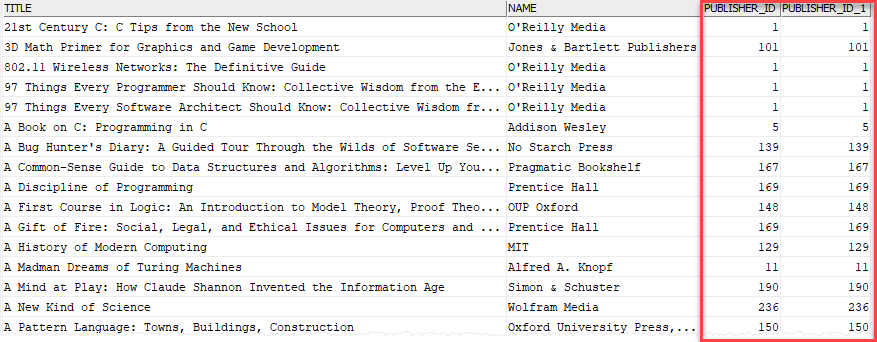 TITLE NAME PUBLISHER_ID PUBLISHER_ID_1
21st Century C: C Tips from the New School O'Reilly Media 1 1
3D Math Primer for Graphics and Game Development Jones & Bartlett Publishers 101 101
802.11 Wireless Networks: The Definitive Guide O'Reilly Media 1 1
97 Things Every Programmer Should Know: Collective Wisdom from the E... O'Reilly Media 1 1
97 Things Every Software Architect Should Know: Collective Wisdom fr... O'Reilly Media 1 1
A Book on C: Programming in C Addison Wesley 5 5
A Bug Hunter's Diary: A Guided Tour Through the Wilds of Software Se... No Starch Press 139 139
A Common-Sense Guide to Data Structures and Algorithms: Level Up You... Pragmatic Bookshelf 167 167
A Discipline of Programming Prentice Hall 169 169
A First Course in Logic: An Introduction to Model Theory, Proof Theo... OUP Oxford 148 148
A Gift of Fire: Social, Legal, and Ethical Issues for Computers and ... Prentice Hall 169 169
A History of Modern Computing MIT 129 129
A Madman Dreams of Turing Machines Alfred A. Knopf 11 11
A Mind at Play: How Claude Shannon Invented the Information Age Simon & Schuster 190 190
A New Kind of Science Wolfram Media 236 236
A Pattern Language: Towns, Buildings, Construction Oxford University Press,... 150 150